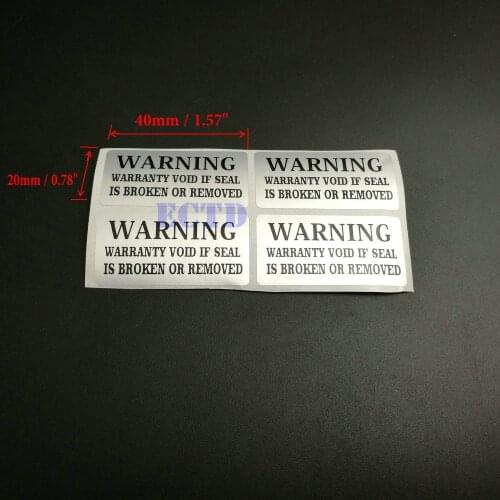 40mm / 1.57"
20mm / 0.78"
WARNING
WARRANTY VOID IF SEAL
IS BROKEN OR REMOVED
WARNING
WARRANTY VOID IF SEAL
IS BROKEN OR REMOVED
ECTD
WARNING
WARRANTY VOID IF SEAL
IS BROKEN OR REMOVED
WARNING
WARRANTY VOID IF SEAL
IS BROKEN OR REMOVED